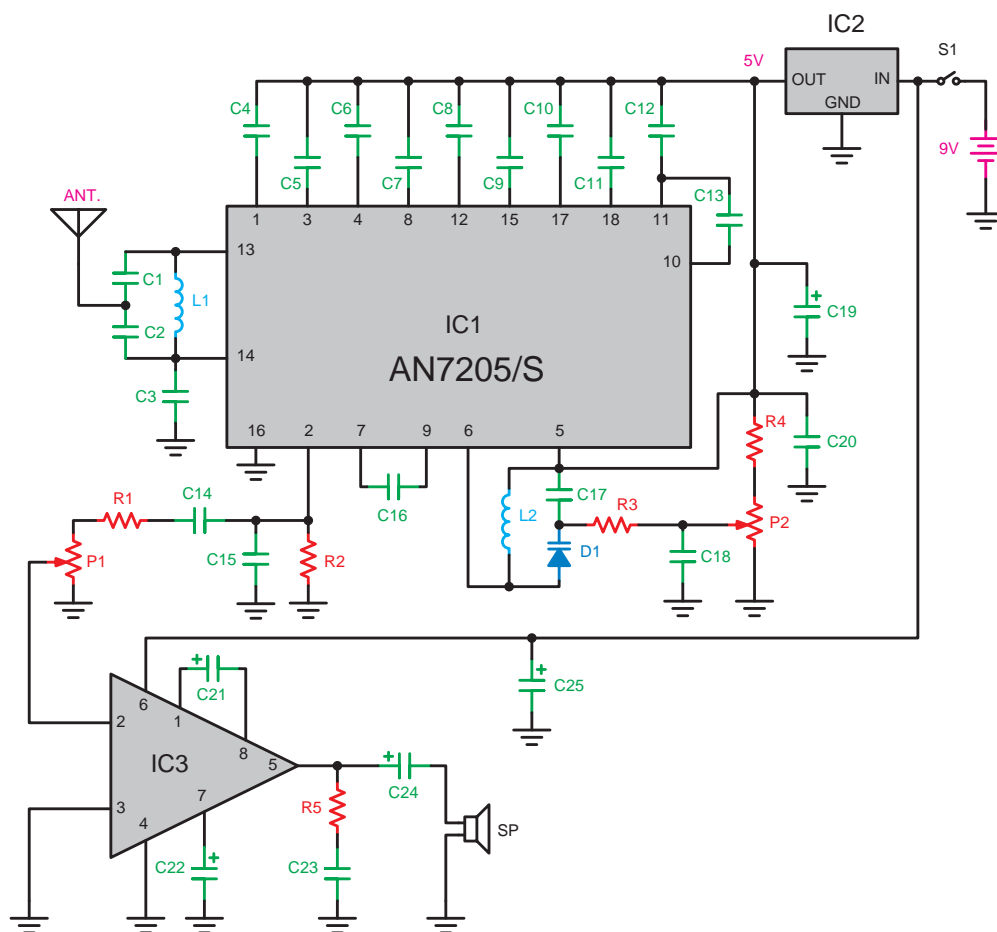 IC2
S1
5V
OUT IN
GND
9V
C4 C6 C8 C10 C12
C5 C7 C9 C11 C13
ANT.
1 3 4 8 12 15 17 18 11
13
10
C1
L1
C2
C19
IC1
AN7205/S
14
C3
16 2 7 9 6 5
R4
C20
R1 C14
C16
C17
L2
R3
P2
C15 R2
D1
C18
P1
C25
C21
6 1
2
8
IC3
5
3
7
4
C24
R5
SP
C22 C23
+
+
+
+
+